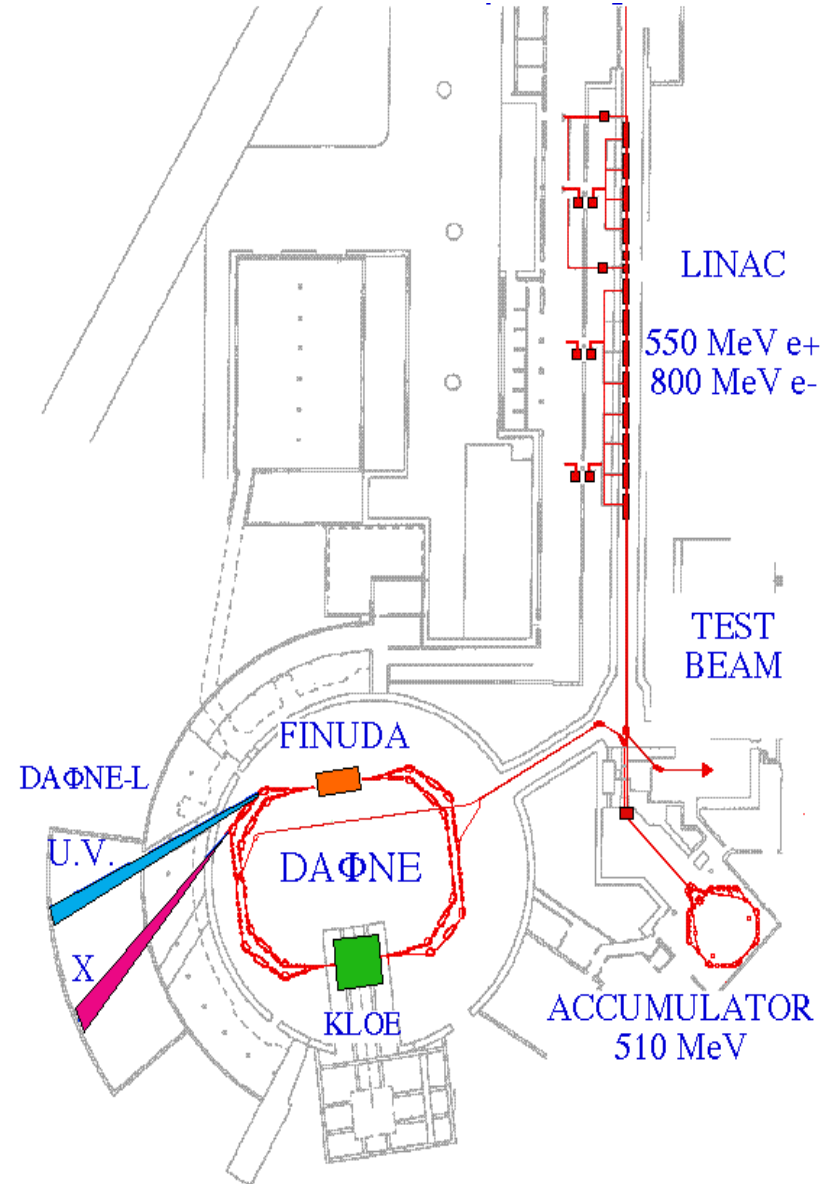 LINAC
550 MeV e+
800 MeV e-
TEST
BEAM
FINUDA
DAΦNE-L
U.V.
DAΦNE
X
KLOE
ACCUMULATOR
510 MeV